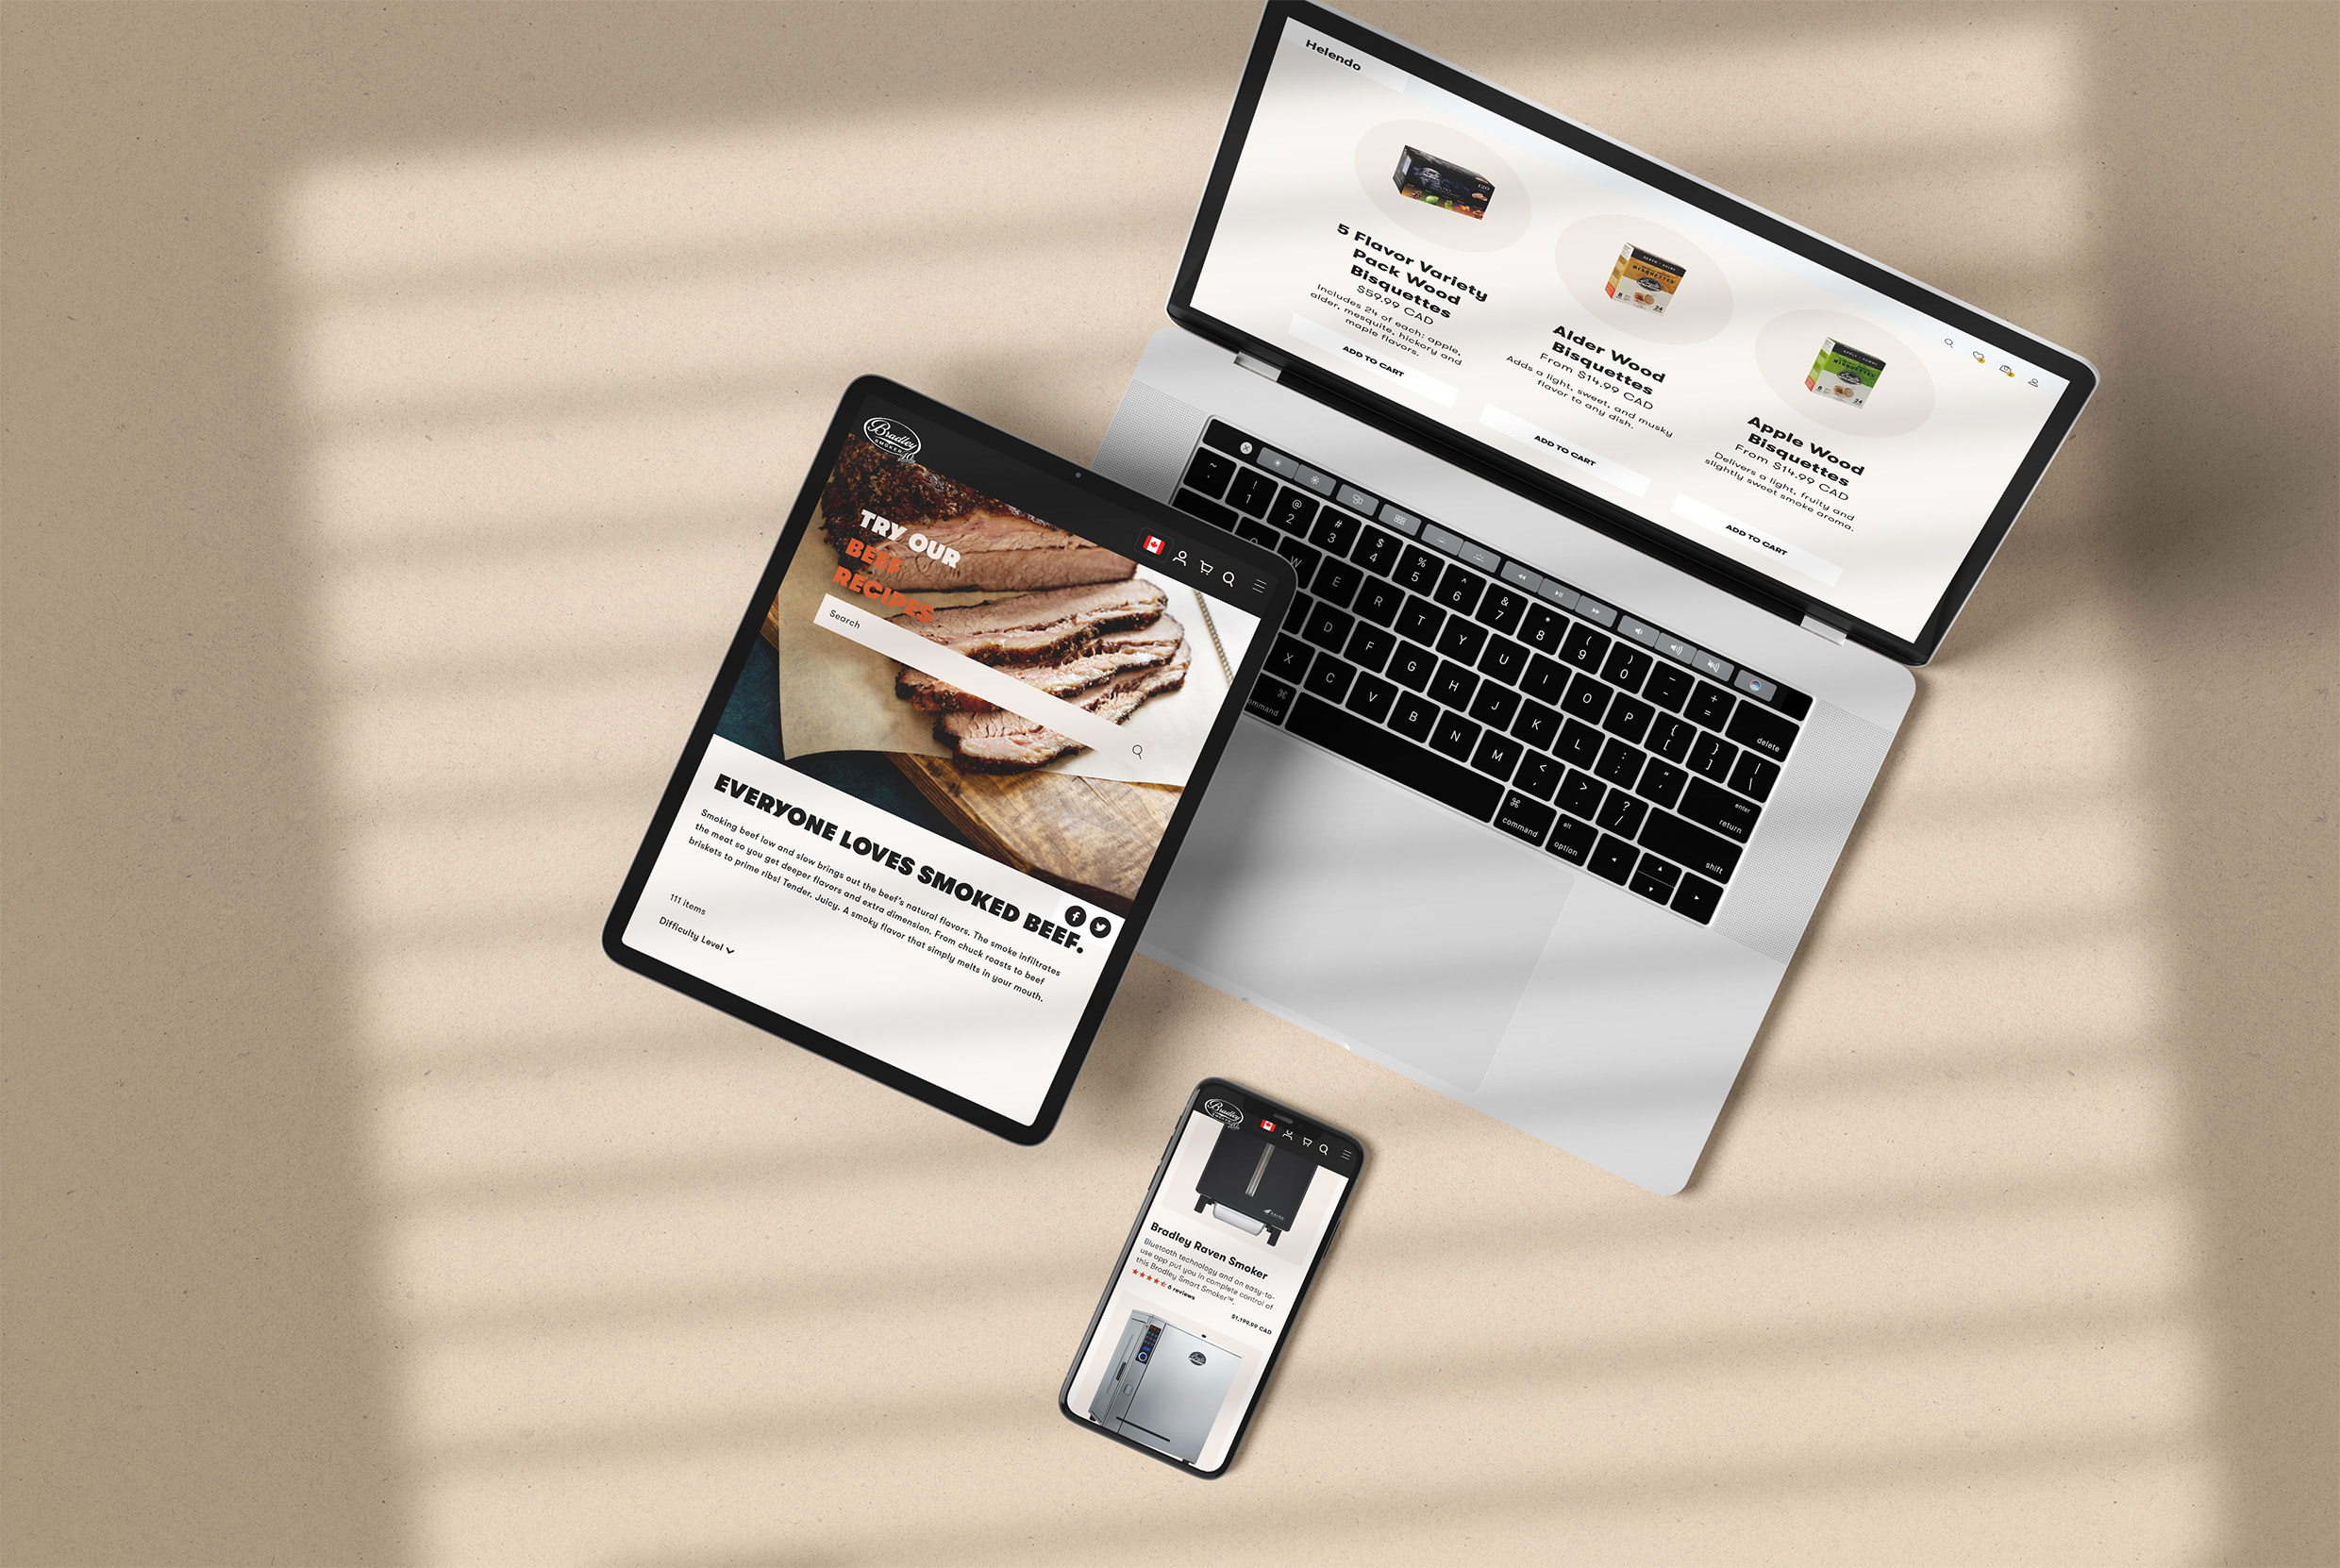 Helendo
5 Flavor Variety
Pack Wood
Bisquettes
$59.99 CAD
Includes 24 of each: apple,
alder, mesquite, hickory and
maple flavors.
ADD TO CART
Alder Wood
Bisquettes
From $14.99 CAD
Adds a light, sweet, and musky
flavor to any dish.
ADD TO CART
Apple Wood
Bisquettes
From $14.99 CAD
Delivers a light, fruity and
slightly sweet smoke aroma.
ADD TO CART
BISQUETTES
BISQUETTES
Bradley
SMOKER
TRY OUR
BEEF
RECIPES
Search
EVERYONE LOVES SMOKED BEEF.
Smoking beef low and slow brings out the beef's natural flavors. The smoke infiltrates
the meat so you get deeper flavors and extra dimension. From chuck roasts to beef
briskets to prime ribs! Tender. Juicy. A smoky flavor that simply melts in your mouth.
111 items
Difficulty Level
~ `
! 1
@ 2
# 3
$ 4
% 5
^ 6
& 7
* 8
( 9
) 0
_ -
+ =
delete
W E R T Y U I O P { [ } ] | \
D F G H J K L : ; " ' enter return
X C V B N M < , > . ? / shift
⌘ command
⌘ command
alt option
Bradley
Bradley Raven Smoker
Bluetooth technology and an easy-to-
use app put you in complete control of
this Bradley Smart Smoker™.
6 reviews
$1,199.99 CAD